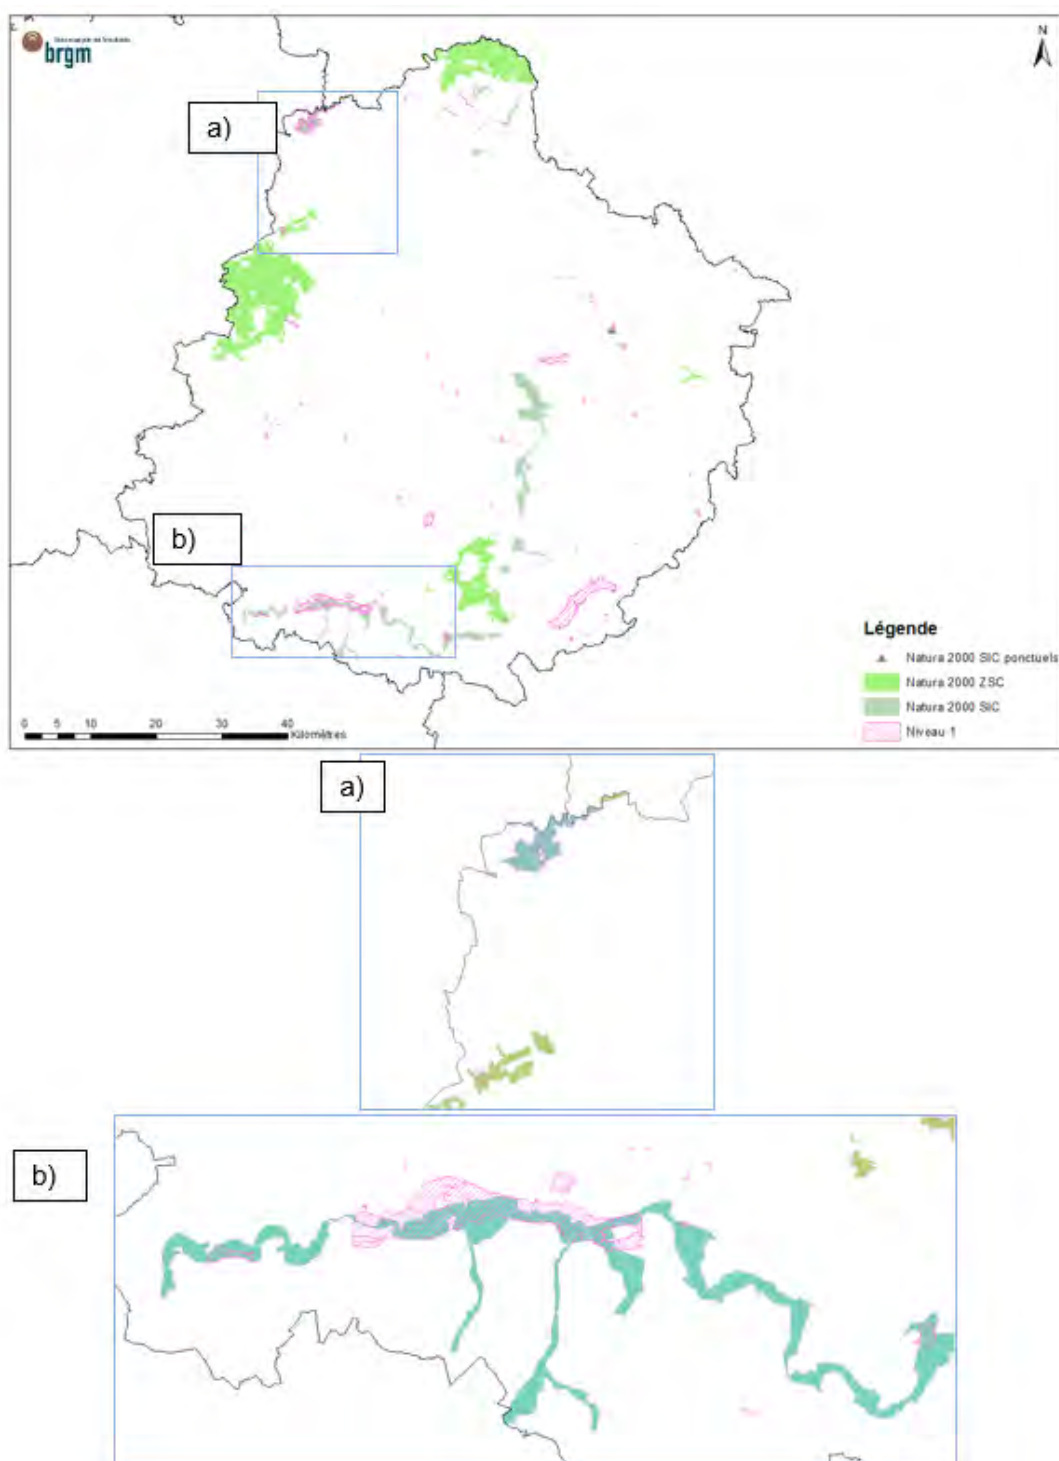 N
brgm
a)
b)
Légende
Natura 2000 SIC ponctuels
Natura 2000 ZSC
Natura 2000 SIC
Niveau 1
0 5 10 20 30 40
Kilomètres
a)
b)